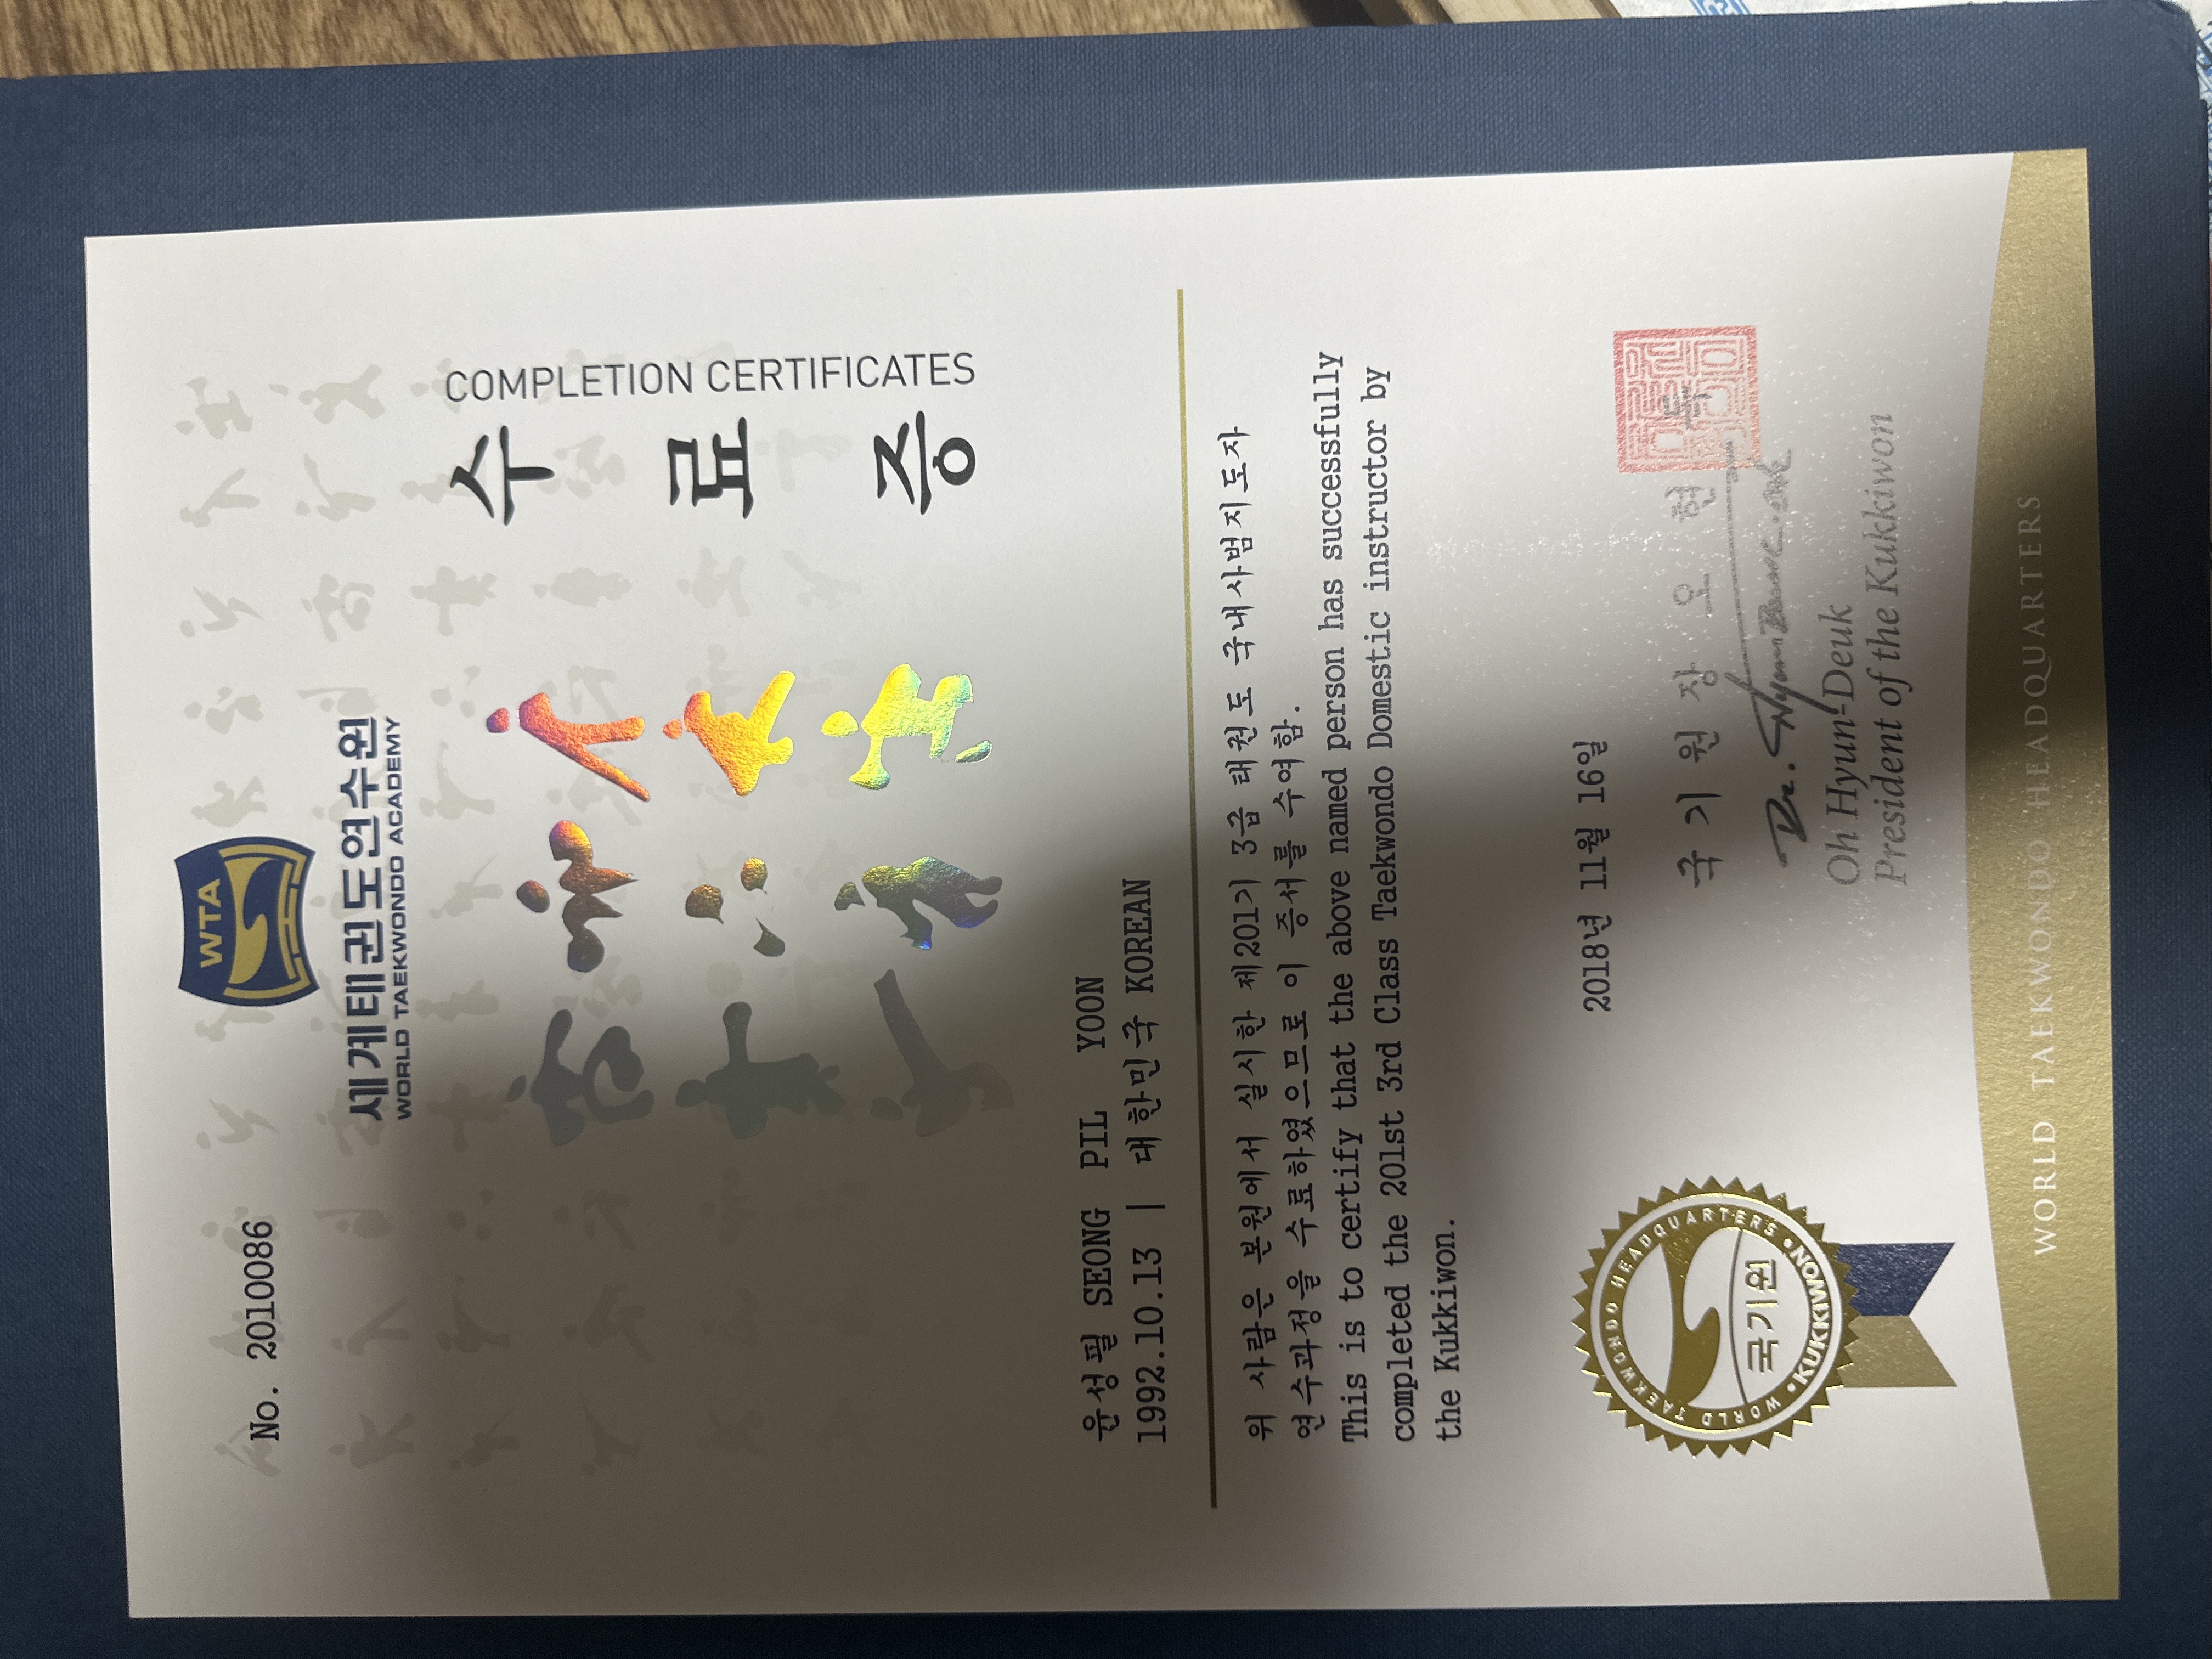 No. 20100086
WTA
세계태권도연수원
WORLD TAEKWONDO ACADEMY
수료증
COMPLETION CERTIFICATES
윤성필 SEONG PIL YOON
1992.10.13 | 대한민국 KOREAN
위 사람은 본원에서 실시한 제201기 3급 태권도 국내사범지도자
연수과정을 수료하였으므로 이 증서를 수여함.
This is to certify that the above named person has successfully
completed the 201st 3rd Class Taekwondo Domestic instructor by
the Kukkiwon.
2018년 11월 16일
국기원장 오현득
Oh Hyun-Deuk
President of the Kukkiwon
WORLD TAEKWONDO HEADQUARTERS
국기원
•KUKKIWON•
WORLD TAEKWONDO HEADQUARTERS